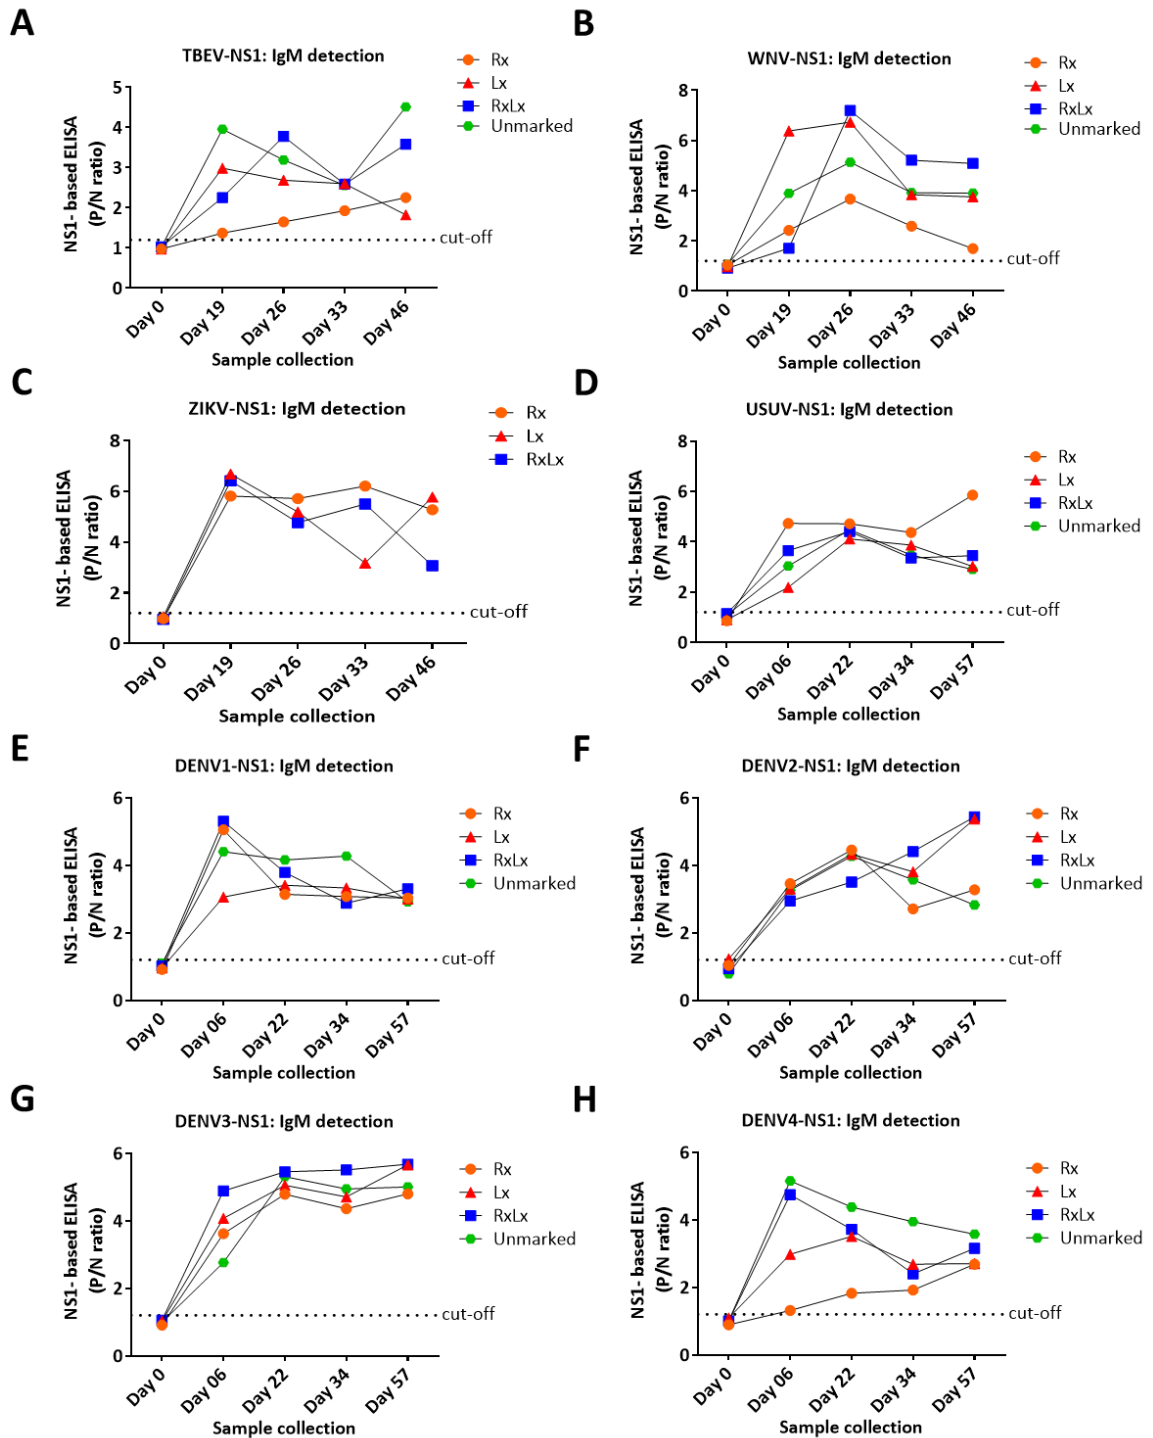 A
TBEV-NS1: IgM detection
NS1- based ELISA
(P/N ratio)
5
4
3
2
1
0
cut-off
Day 0
Day 19
Day 26
Day 33
Day 46
Sample collection
Rx
Lx
RxLx
Unmarked
B
WNV-NS1: IgM detection
NS1- based ELISA
(P/N ratio)
8
6
4
2
0
cut-off
Day 0
Day 19
Day 26
Day 33
Day 46
Sample collection
Rx
Lx
RxLx
Unmarked
C
ZIKV-NS1: IgM detection
NS1- based ELISA
(P/N ratio)
8
6
4
2
0
cut-off
Day 0
Day 19
Day 26
Day 33
Day 46
Sample collection
Rx
Lx
RxLx
D
USUV-NS1: IgM detection
NS1- based ELISA
(P/N ratio)
8
6
4
2
0
cut-off
Day 0
Day 06
Day 22
Day 34
Day 57
Sample collection
Rx
Lx
RxLx
Unmarked
E
DENV1-NS1: IgM detection
NS1- based ELISA
(P/N ratio)
6
4
2
0
cut-off
Day 0
Day 06
Day 22
Day 34
Day 57
Sample collection
Rx
Lx
RxLx
Unmarked
F
DENV2-NS1: IgM detection
NS1- based ELISA
(P/N ratio)
6
4
2
0
cut-off
Day 0
Day 06
Day 22
Day 34
Day 57
Sample collection
Rx
Lx
RxLx
Unmarked
G
DENV3-NS1: IgM detection
NS1- based ELISA
(P/N ratio)
6
4
2
0
cut-off
Day 0
Day 06
Day 22
Day 34
Day 57
Sample collection
Rx
Lx
RxLx
Unmarked
H
DENV4-NS1: IgM detection
NS1- based ELISA
(P/N ratio)
6
4
2
0
cut-off
Day 0
Day 06
Day 22
Day 34
Day 57
Sample collection
Rx
Lx
RxLx
Unmarked